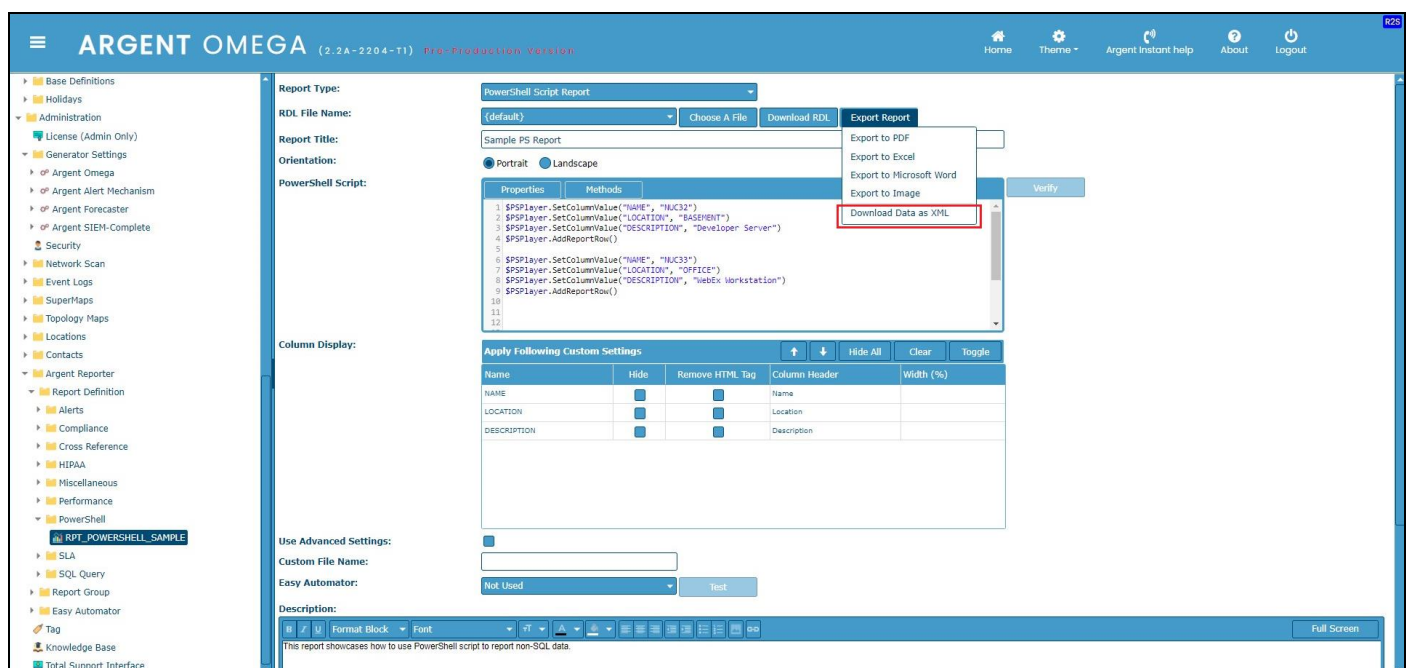 R2S
ARGENT OMEGA (2.2A-2204-T1) Pre-Production Version
Home
Theme
Argent Instant help
About
Logout
Base Definitions
Holidays
Administration
License (Admin Only)
Generator Settings
Argent Omega
Argent Alert Mechanism
Argent Forecaster
Argent SIEM-Complete
Security
Network Scan
Event Logs
SuperMaps
Topology Maps
Locations
Contacts
Argent Reporter
Report Definition
Alerts
Compliance
Cross Reference
HIPAA
Miscellaneous
Performance
PowerShell
RPT_POWERSHELL_SAMPLE
SLA
SQL Query
Report Group
Easy Automator
Tag
Knowledge Base
Total Support Interface
Report Type:
PowerShell Script Report
RDL File Name:
{default}
Choose A File
Download RDL
Export Report
Export to PDF
Export to Excel
Export to Microsoft Word
Export to Image
Download Data as XML
Report Title:
Sample PS Report
Orientation:
Portrait Landscape
PowerShell Script:
Properties
Methods
Verify
1 $PSPlayer.SetColumnValue("NAME", "NUC32")
2 $PSPlayer.SetColumnValue("LOCATION", "BASEMENT")
3 $PSPlayer.SetColumnValue("DESCRIPTION", "Developer Server")
4 $PSPlayer.AddReportRow()
5
6 $PSPlayer.SetColumnValue("NAME", "NUC33")
7 $PSPlayer.SetColumnValue("LOCATION", "OFFICE")
8 $PSPlayer.SetColumnValue("DESCRIPTION", "WebEx Workstation")
9 $PSPlayer.AddReportRow()
10
11
12
Column Display:
Apply Following Custom Settings
Hide All
Clear
Toggle
Name Hide Remove HTML Tag Column Header Width (%)
NAME Name
LOCATION Location
DESCRIPTION Description
Use Advanced Settings:
Custom File Name:
Easy Automator:
Not Used
Test
Description:
B I U Format Block Font
Full Screen
This report showcases how to use PowerShell script to report non-SQL data.